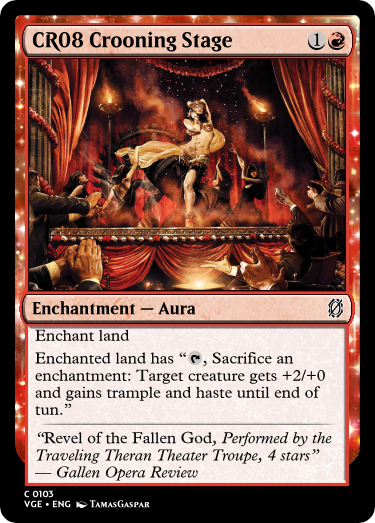 CR08 Crooning Stage 1
Enchantment — Aura
Enchant land
Enchanted land has “, Sacrifice an
enchantment: Target creature gets +2/+0
and gains trample and haste until end of
tun.”
“Revel of the Fallen God, Performed by the
Traveling Theran Theater Troupe, 4 stars”
— Gallen Opera Review
C 0103
VGE • ENG TamasGaspar